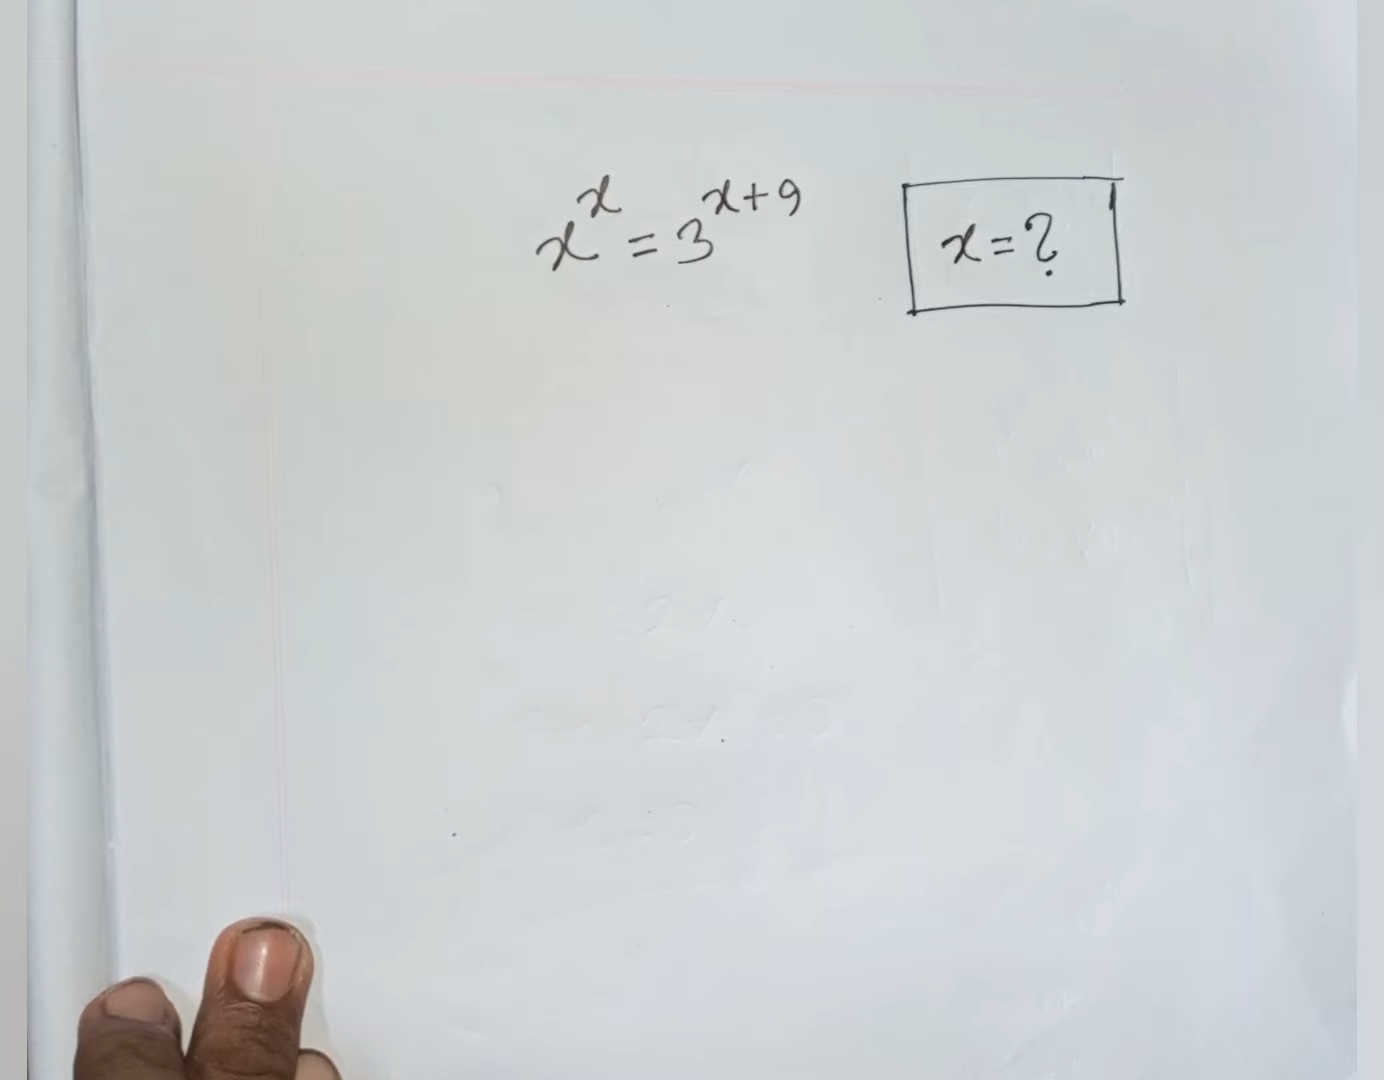 x^x = 3^(x+9)    x = ?